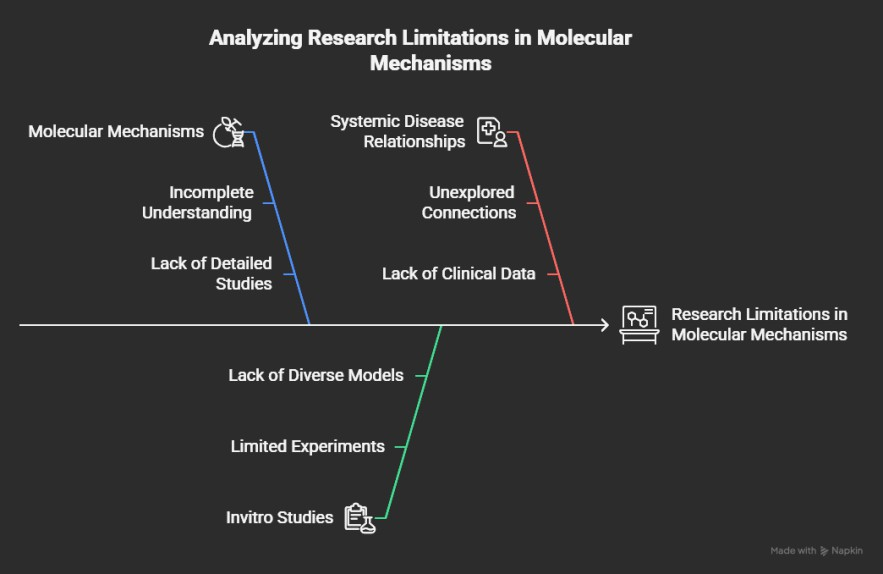 Analyzing Research Limitations in Molecular
Mechanisms
Molecular Mechanisms
Incomplete
Understanding
Lack of Detailed
Studies
Systemic Disease
Relationships
Unexplored
Connections
Lack of Clinical Data
Research Limitations in
Molecular Mechanisms
Lack of Diverse Models
Limited Experiments
Invitro Studies
Made with Napkin